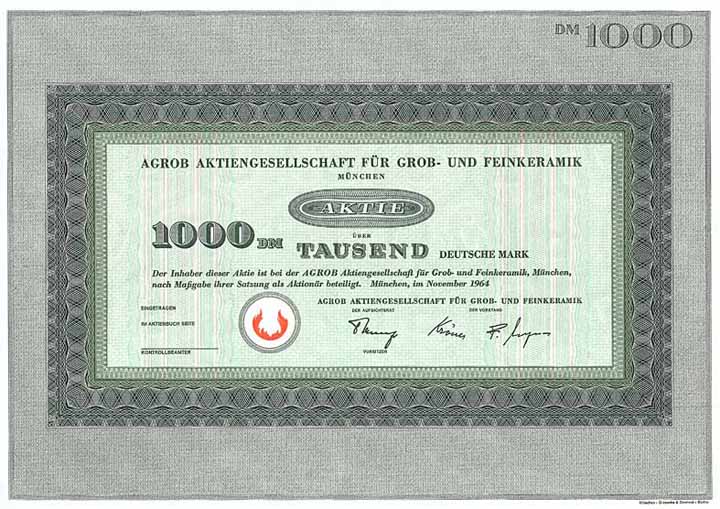 DM 1000
AGROB AKTIENGESELLSCHAFT FÜR GROB- UND FEINKERAMIK
MÜNCHEN
AKTIE
ÜBER
1000 DM TAUSEND DEUTSCHE MARK
Der Inhaber dieser Aktie ist bei der AGROB Aktiengesellschaft für Grob- und Feinkeramik, München,
nach Maßgabe ihrer Satzung als Aktionär beteiligt. München, im November 1964
AGROB AKTIENGESELLSCHAFT FÜR GROB- UND FEINKERAMIK
DER AUFSICHTSRAT DER VORSTAND
EINGETRAGEN
IM AKTIENBUCH SEITE
VORSITZER
KONTROLLBEAMTER